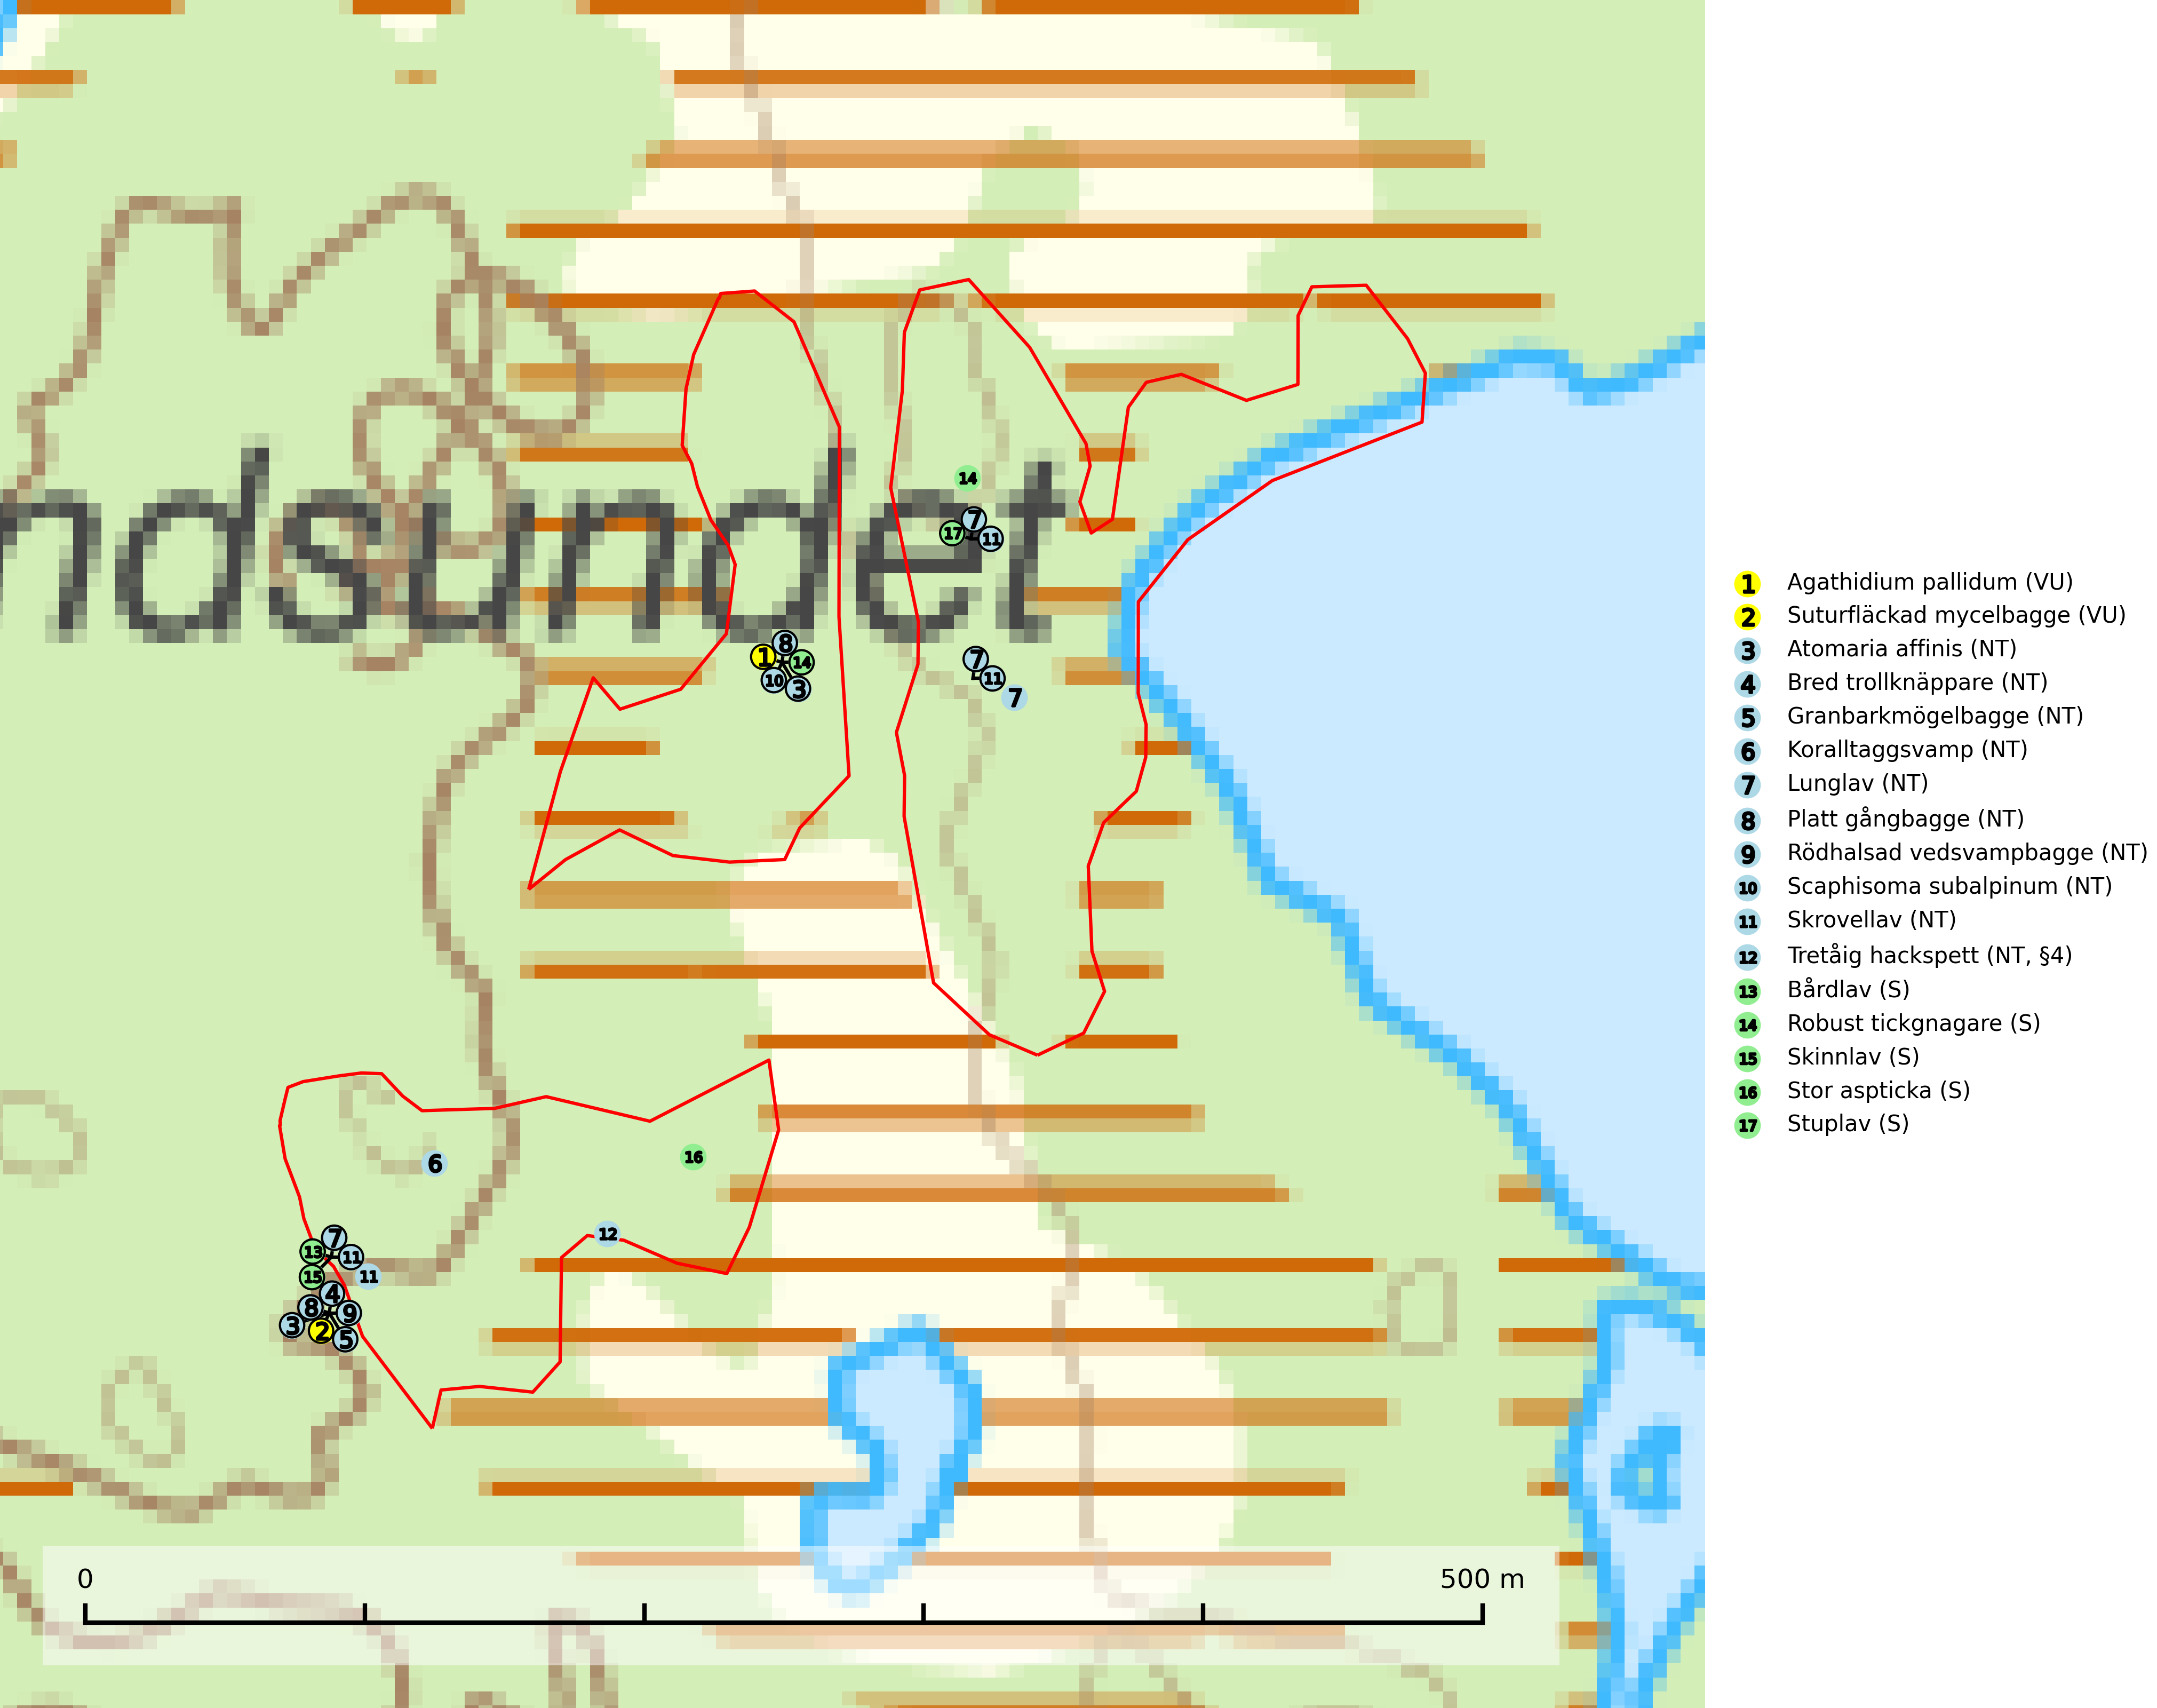 ndsundet
14
7
17
11
8
1
14
10
3
7
11
7
6
16
12
7
13
11
15
11
4
8
9
3
2
5
0
500 m
1 Agathidium pallidum (VU)
2 Suturfläckad mycelbagge (VU)
3 Atomaria affinis (NT)
4 Bred trollknäppare (NT)
5 Granbarkmögelbagge (NT)
6 Koralltaggsvamp (NT)
7 Lunglav (NT)
8 Platt gångbagge (NT)
9 Rödhalsad vedsvampbagge (NT)
10 Scaphisoma subalpinum (NT)
11 Skrovellav (NT)
12 Tretåig hackspett (NT, §4)
13 Bårdlav (S)
14 Robust tickgnagare (S)
15 Skinnlav (S)
16 Stor aspticka (S)
17 Stuplav (S)